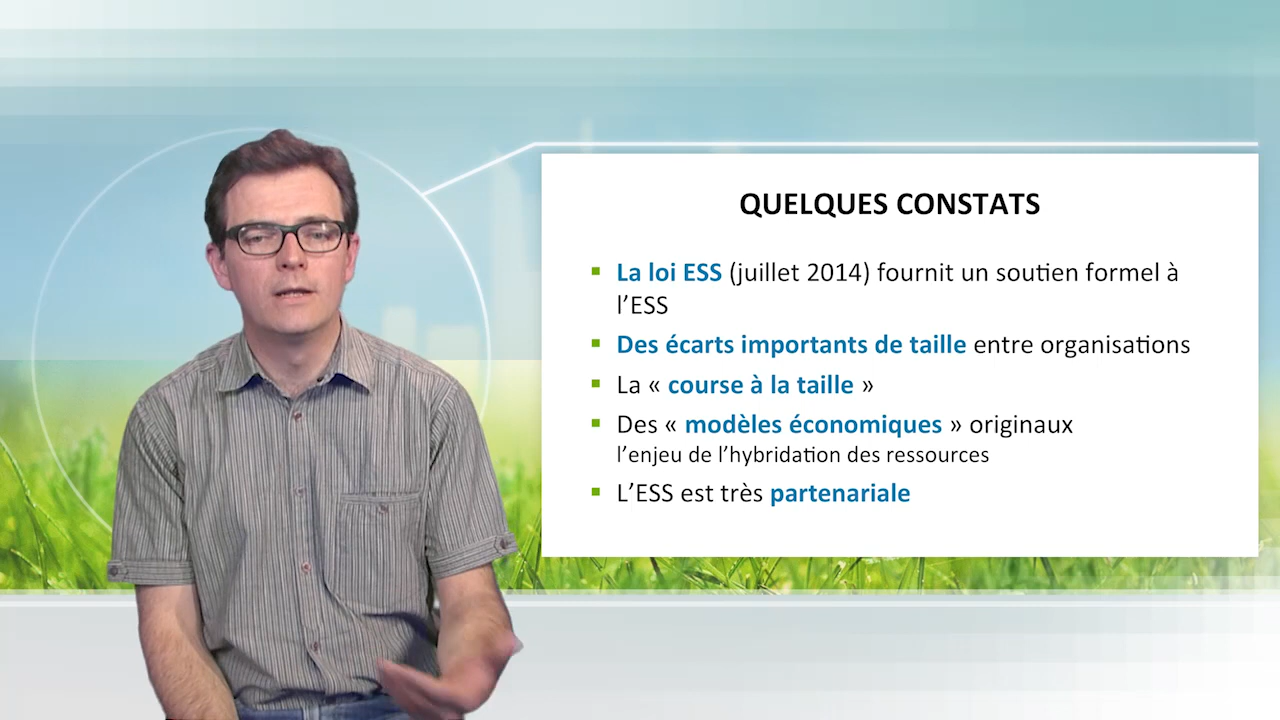 QUELQUES CONSTATS
▪ La loi ESS (juillet 2014) fournit un soutien formel à
l’ESS
▪ Des écarts importants de taille entre organisations
▪ La « course à la taille »
▪ Des « modèles économiques » originaux
l’enjeu de l’hybridation des ressources
▪ L’ESS est très partenariale